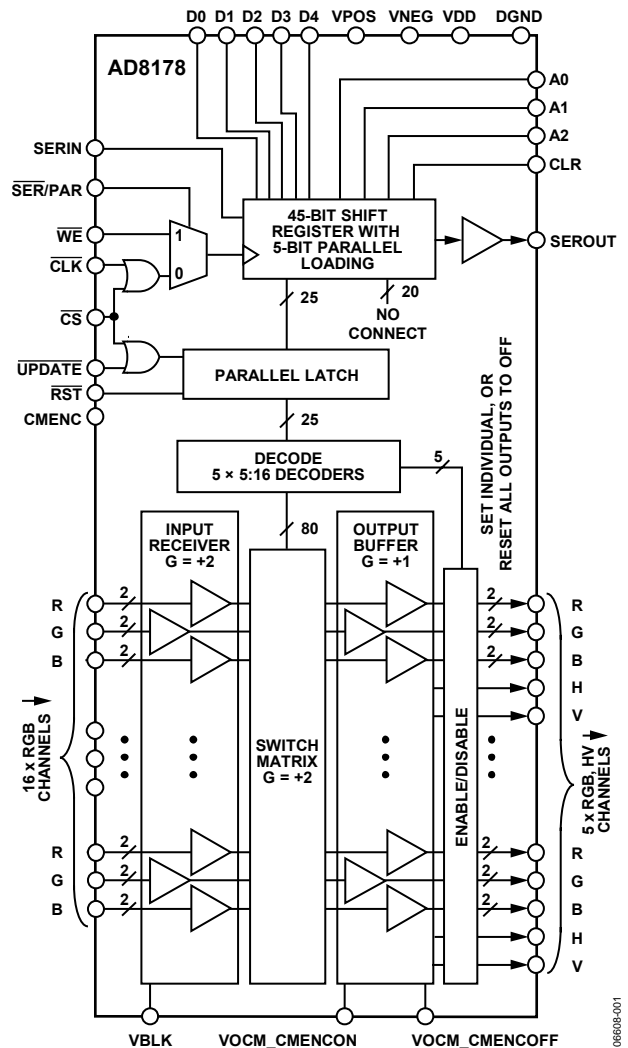 D0 D1 D2 D3 D4 VPOS VNEG VDD DGND
AD8178
A0
A1
A2
CLR
SERIN
SER/PAR
WE
CLK
CS
UPDATE
RST
CMENC
1
0
45-BIT SHIFT
REGISTER WITH
5-BIT PARALLEL
LOADING
SEROUT
25
20
NO
CONNECT
PARALLEL LATCH
25
DECODE
5 × 5:16 DECODERS
5
80
SET INDIVIDUAL, OR
RESET ALL OUTPUTS TO OFF
INPUT
RECEIVER
G = +2
OUTPUT
BUFFER
G = +1
SWITCH
MATRIX
G = +2
ENABLE/DISABLE
16 x RGB
CHANNELS
R 2
G 2
B 2
R 2
G 2
B 2
2 R
2 G
2 B
H
V
2 R
2 G
2 B
H
V
5 x RGB, HV
CHANNELS
VBLK VOCM_CMENCON VOCM_CMENCOFF
06608-001